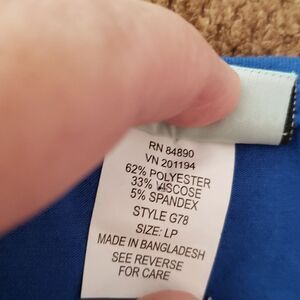 RN 84890
VN 201194
62% POLYESTER
33% VISCOSE
5% SPANDEX
STYLE G78
SIZE: LP
MADE IN BANGLADESH
SEE REVERSE
FOR CARE